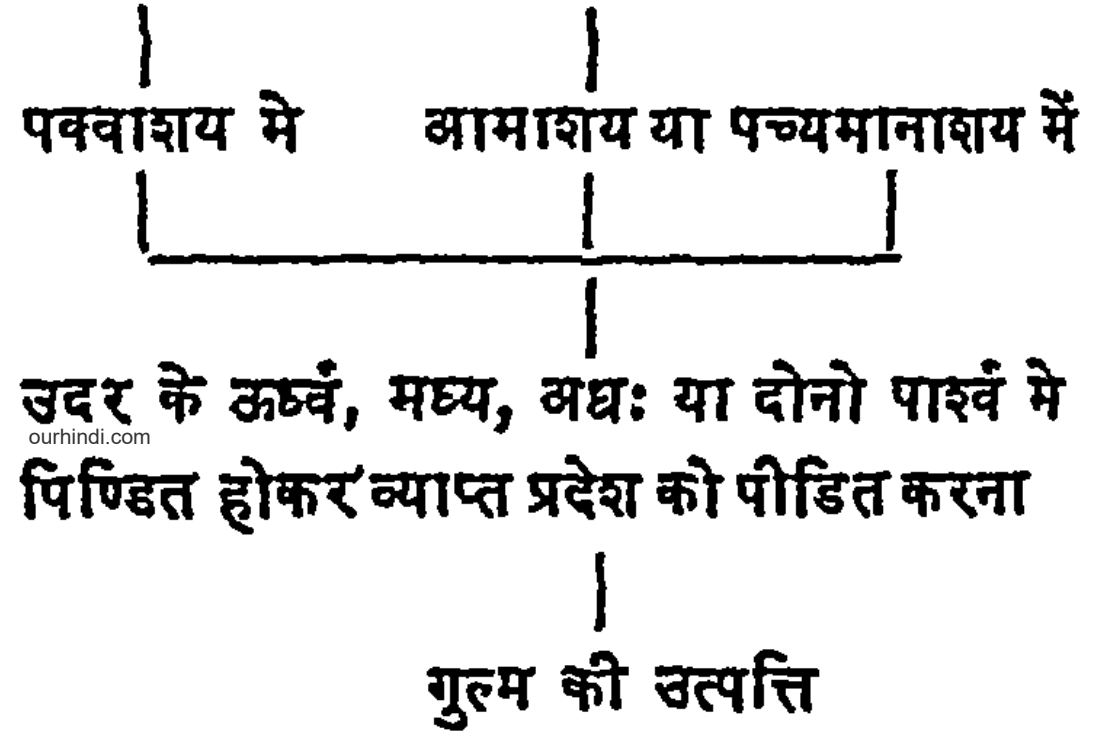 पक्वाशय मे आमाशय या पच्यमानाशय में
उदर के ऊर्ध्वं, मध्य, अधः या दोनो पार्श्वं मे
ourhindi.com
पिण्डित होकर व्याप्त प्रदेश को पीडित करना
गुल्म की उत्पत्ति